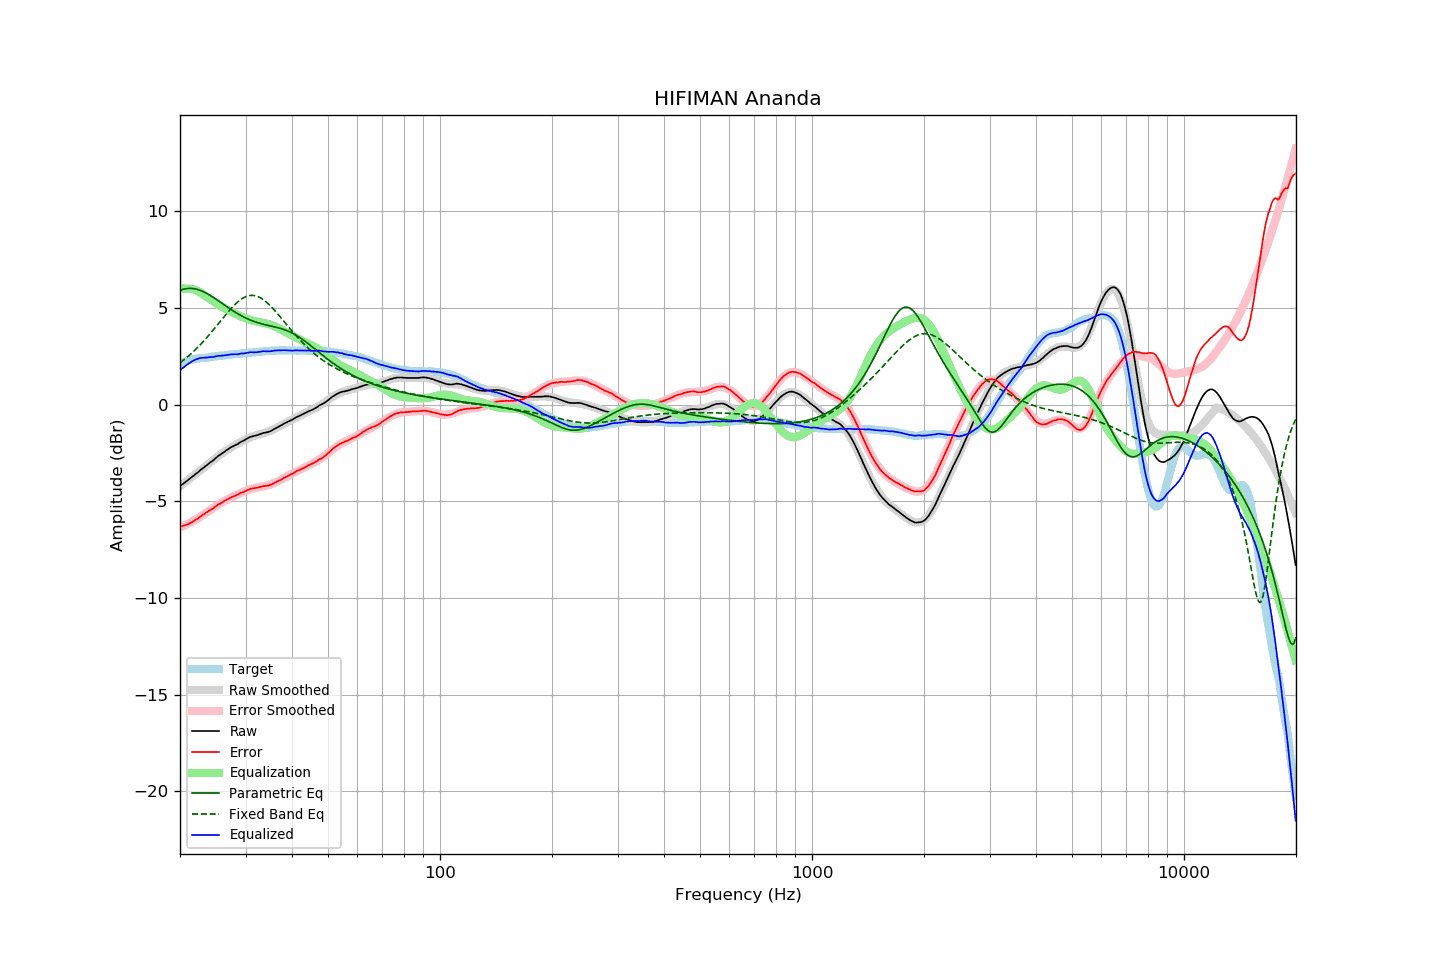 HIFIMAN Ananda
10
5
0
−5
−10
−15
−20
Amplitude (dBr)
Target
Raw Smoothed
Error Smoothed
Raw
Error
Equalization
Parametric Eq
Fixed Band Eq
Equalized
100 1000 10000
Frequency (Hz)